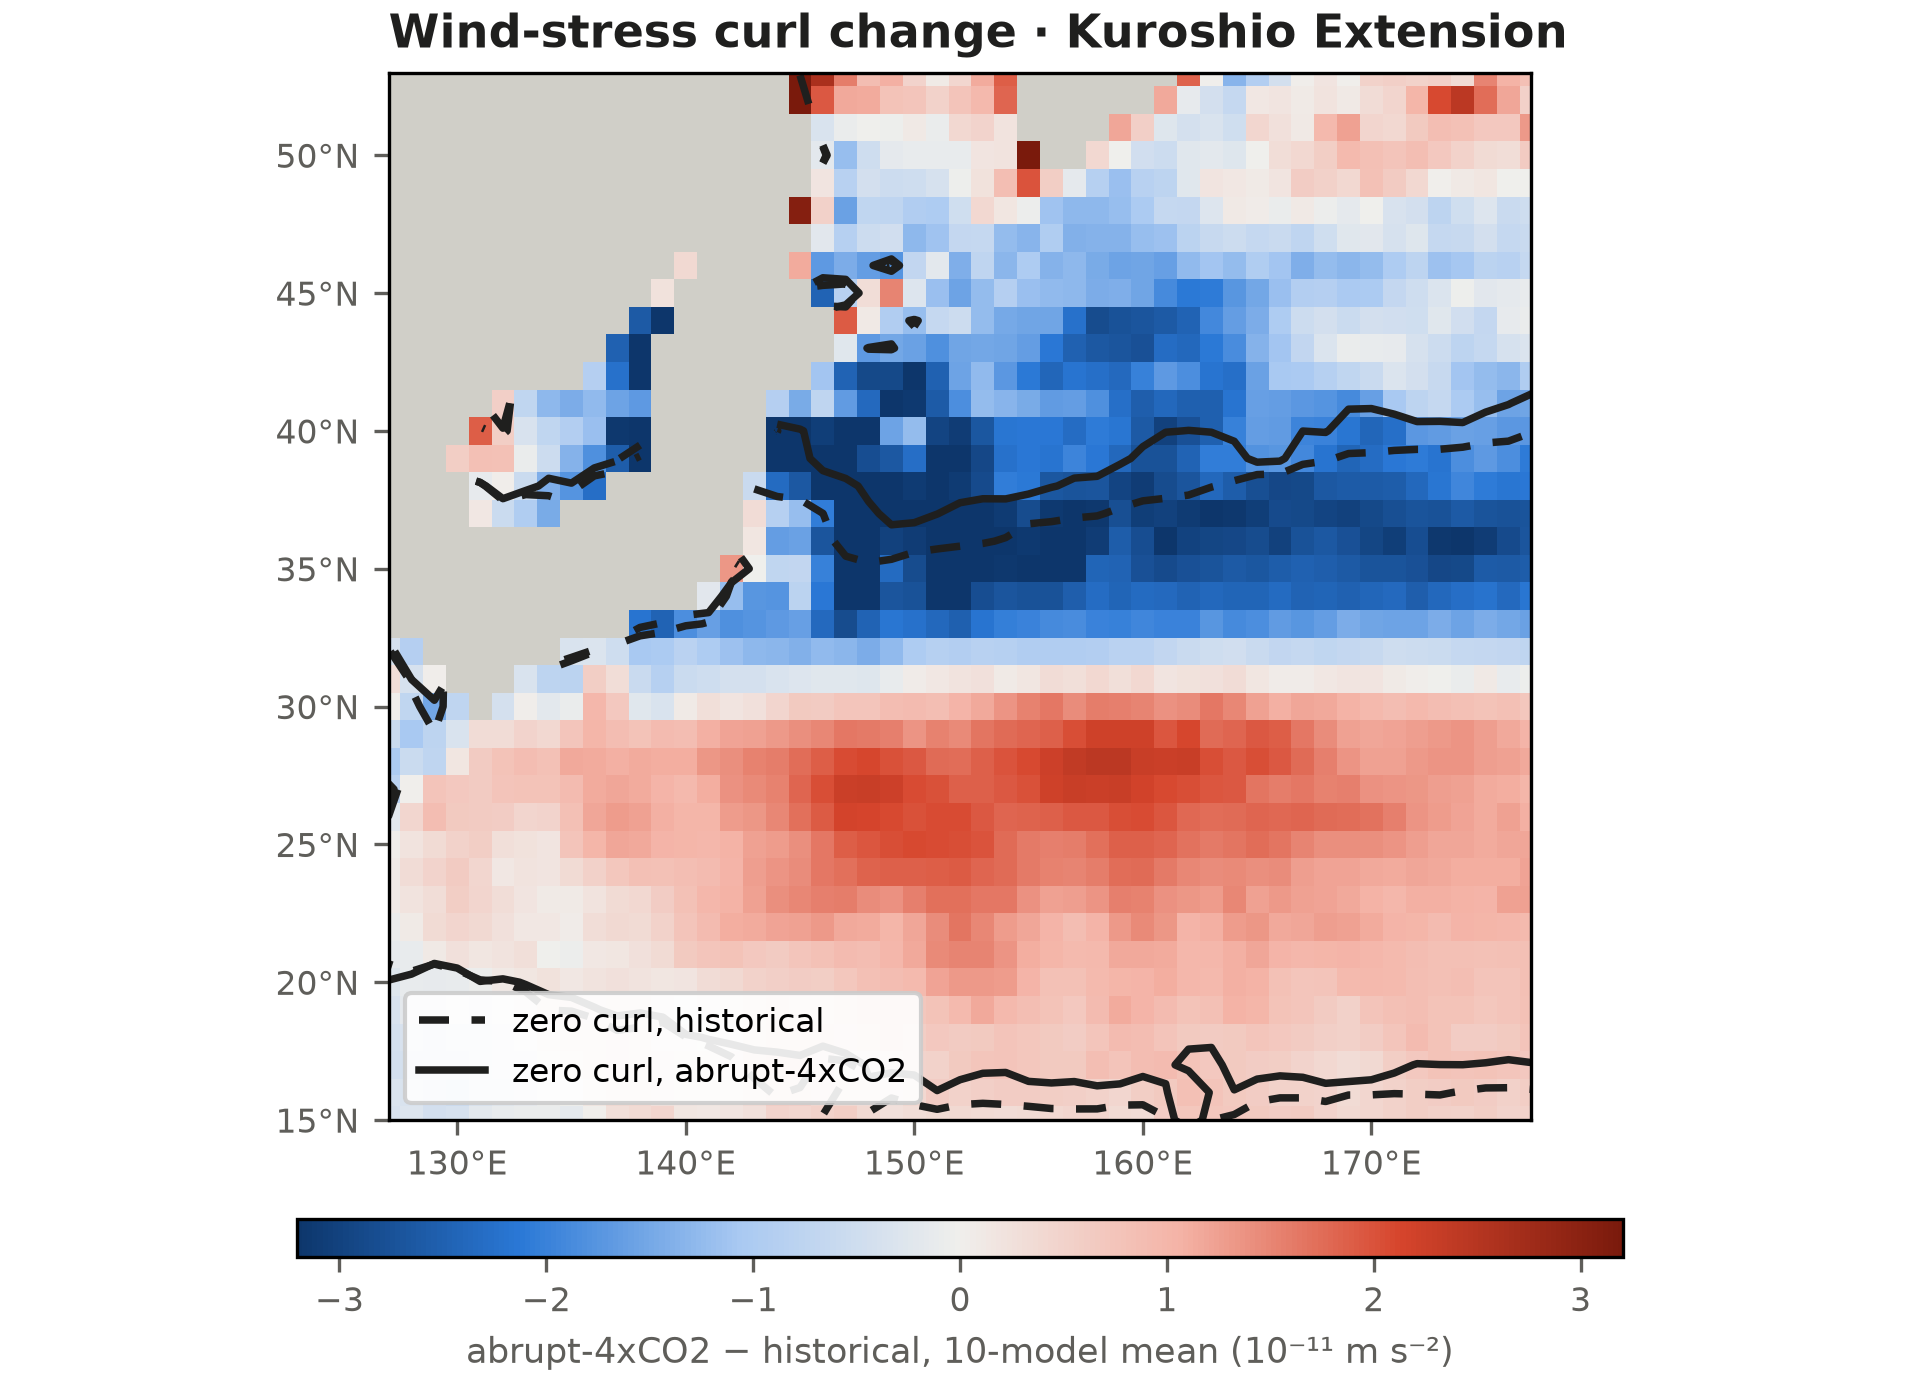 Wind-stress curl change · Kuroshio Extension
50°N
45°N
40°N
35°N
30°N
25°N
20°N
15°N
zero curl, historical
zero curl, abrupt-4xCO2
130°E 140°E 150°E 160°E 170°E
−3 −2 −1 0 1 2 3
abrupt-4xCO2 − historical, 10-model mean (10⁻¹¹ m s⁻²)